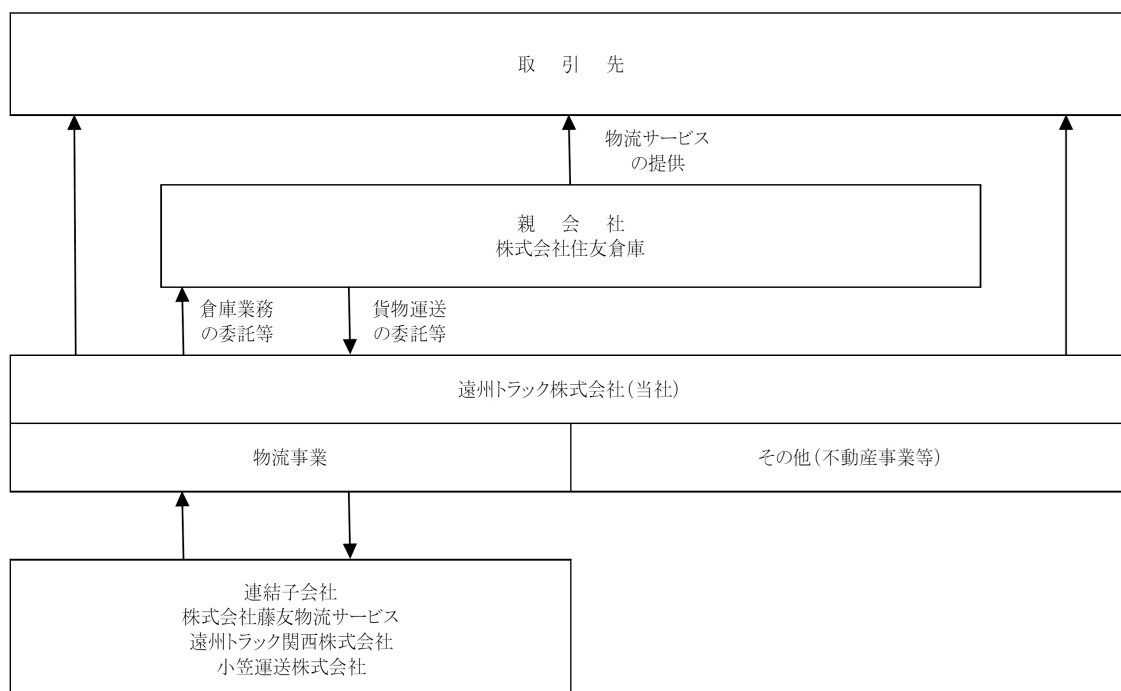 取引先
物流サービス
の提供
親会社
株式会社住友倉庫
倉庫業務
の委託等
貨物運送
の委託等
遠州トラック株式会社(当社)
物流事業
その他(不動産事業等)
連結子会社
株式会社藤友物流サービス
遠州トラック関西株式会社
小笠運送株式会社